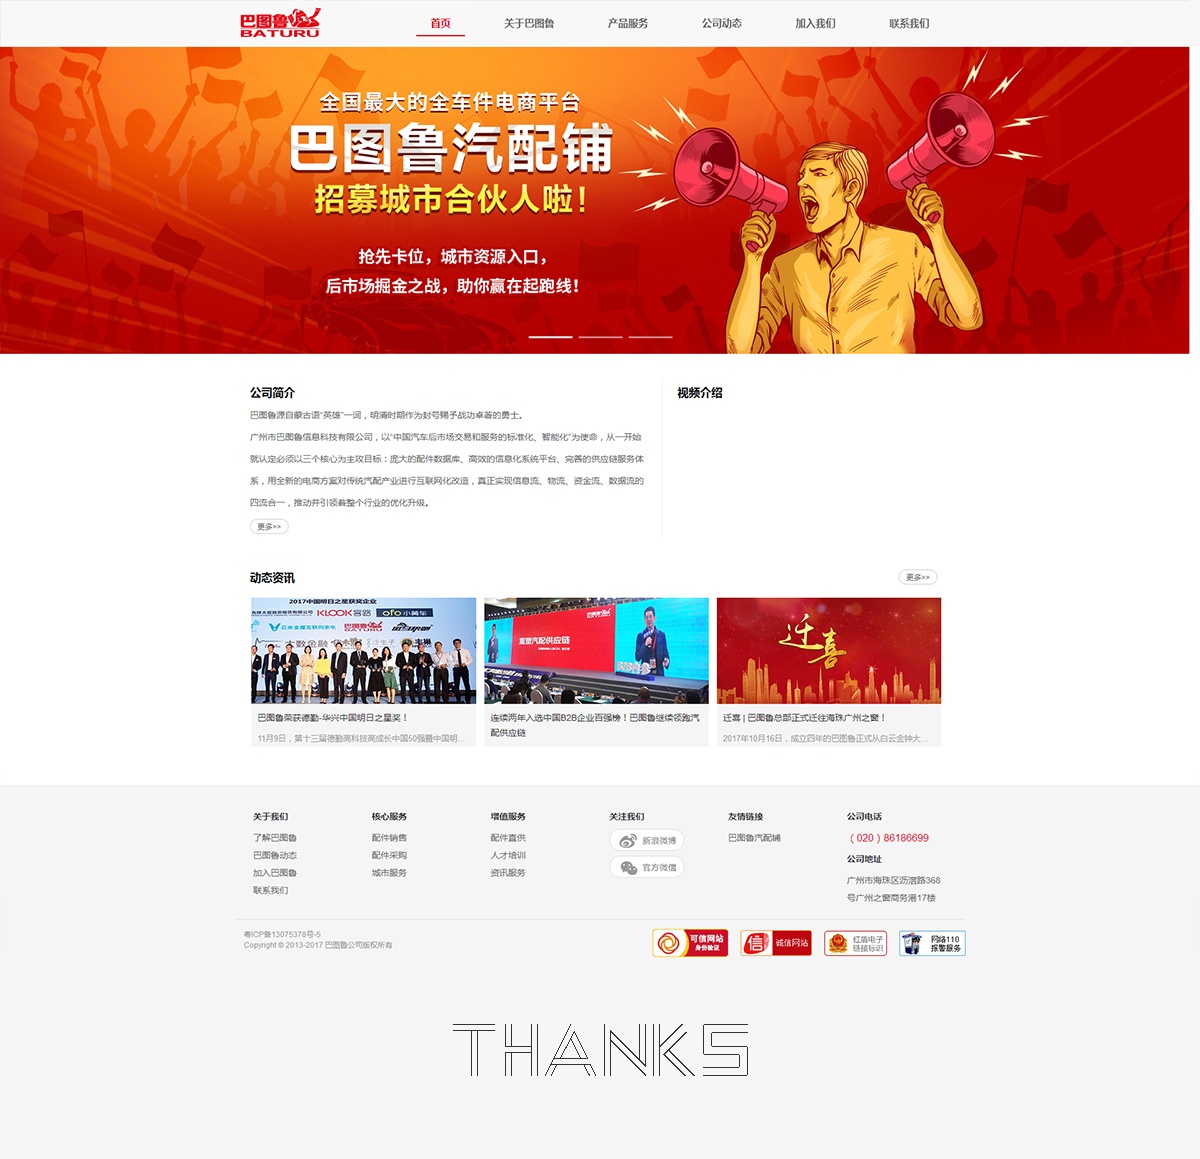 巴图鲁
BATURU
首页 关于巴图鲁 产品服务 公司动态 加入我们 联系我们
全国最大的全车件电商平台
巴图鲁汽配铺
招募城市合伙人啦！
抢先卡位，城市资源入口，
后市场掘金之战，助你赢在起跑线！
公司简介
巴图鲁源自蒙古语“英雄”一词，明清时期作为封号赐予战功卓著的勇士。
广州市巴图鲁信息科技有限公司，以“中国汽车后市场交易和服务的标准化、智能化”为使命，从一开始
就认定必须以三个核心为主攻目标：庞大的配件数据库、高效的信息化系统平台、完善的供应链服务体
系，用全新的电商方案对传统汽配产业进行互联网化改造，真正实现信息流、物流、资金流、数据流的
四流合一，推动并引领着整个行业的优化升级。
更多>>
视频介绍
动态资讯
更多>>
2017中国明日之星获奖企业
KLOOK客路 ofo小黄车
巴图鲁
BATURU
大数金融
重塑汽配供应链
迁喜
巴图鲁荣获德勤-华兴中国明日之星奖！
11月9日，第十三届德勤高科技高成长中国50强暨中国明...
连续两年入选中国B2B企业百强榜！巴图鲁继续领跑汽
配供应链
迁喜 | 巴图鲁总部正式迁往海珠广州之窗！
2017年10月16日，成立四年的巴图鲁正式从白云金钟大...
关于我们
了解巴图鲁
巴图鲁动态
加入巴图鲁
联系我们
核心服务
配件销售
配件采购
城市服务
增值服务
配件直供
人才培训
资讯服务
关注我们
新浪微博
官方微信
友情链接
巴图鲁汽配铺
公司电话
（020）86186699
公司地址
广州市海珠区沥滘路368
号广州之窗商务港17楼
粤ICP备13075378号-5
Copyright © 2013-2017 巴图鲁公司版权所有
可信网站
身份验证
信 诚信网站
红盾电子
链接标识
网络110
报警服务
THANKS